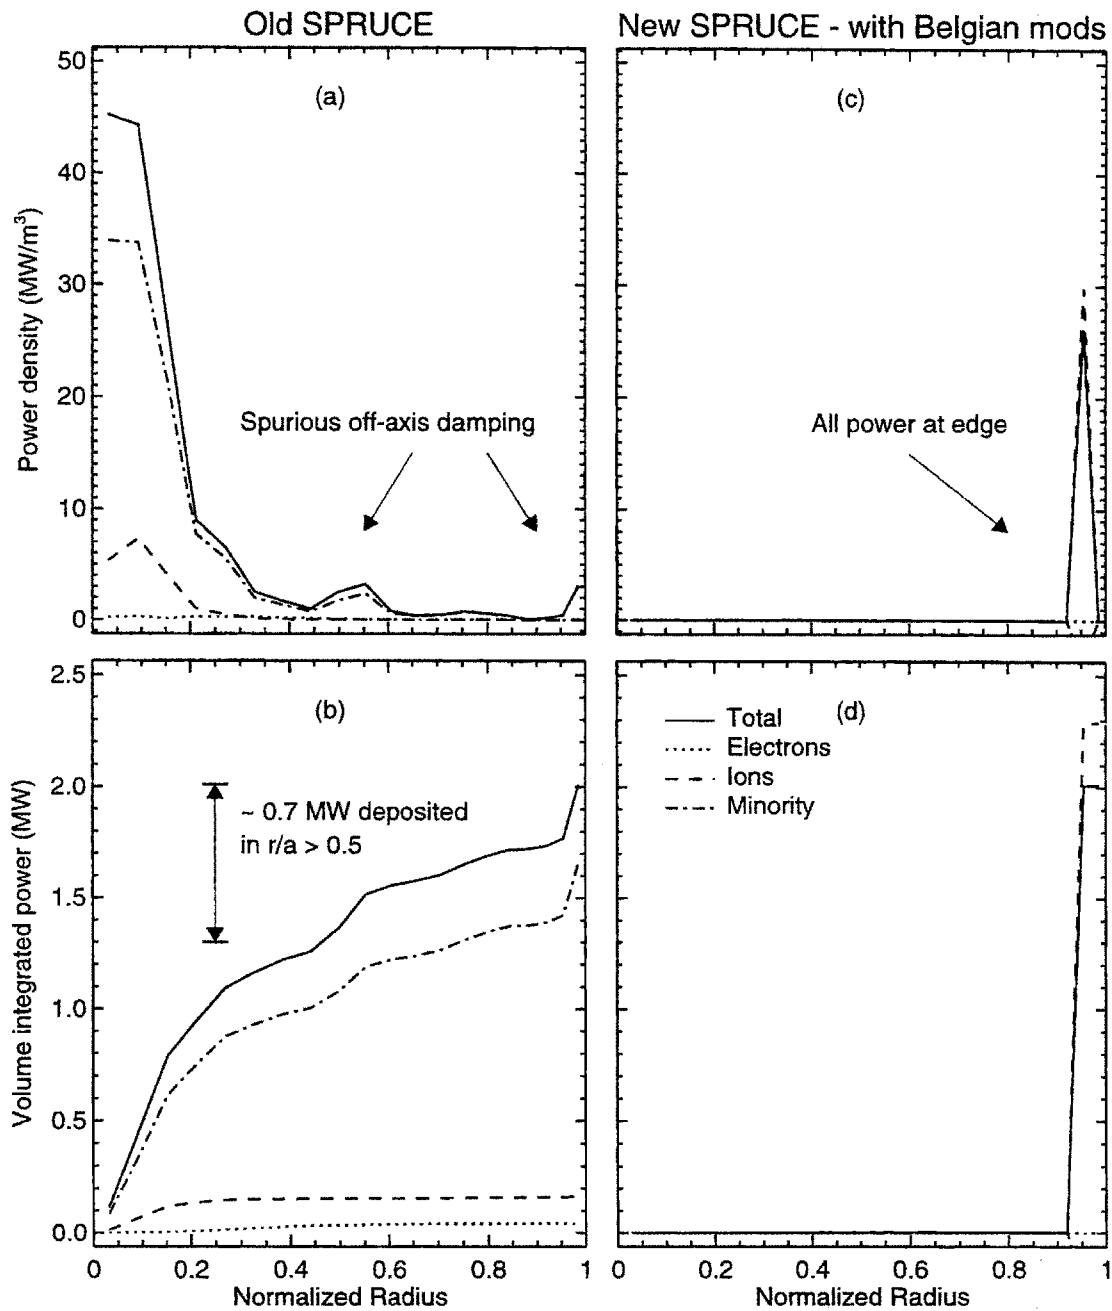 Old SPRUCE
New SPRUCE - with Belgian mods
50
40
30
20
10
0
Power density (MW/m³)
(a)
Spurious off-axis damping
(c)
All power at edge
2.5
2.0
1.5
1.0
0.5
0.0
Volume integrated power (MW)
(b)
~ 0.7 MW deposited
in r/a > 0.5
(d)
Total
Electrons
Ions
Minority
0 0.2 0.4 0.6 0.8 1
Normalized Radius
0 0.2 0.4 0.6 0.8 1
Normalized Radius